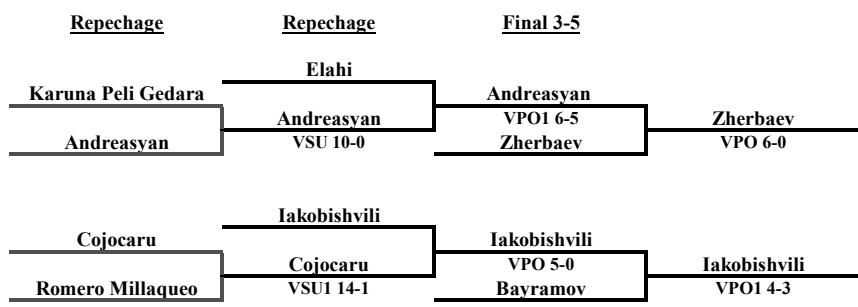 Repechage Repechage Final 3-5
Elahi
Karuna Peli Gedara Andreasyan
Andreasyan VPO1 6-5 Zherbaev
Andreasyan VSU 10-0 Zherbaev VPO 6-0
Iakobishvili
Cojocaru Iakobishvili
Cojocaru VPO 5-0 Iakobishvili
Romero Millaqueo VSU1 14-1 Bayramov VPO1 4-3